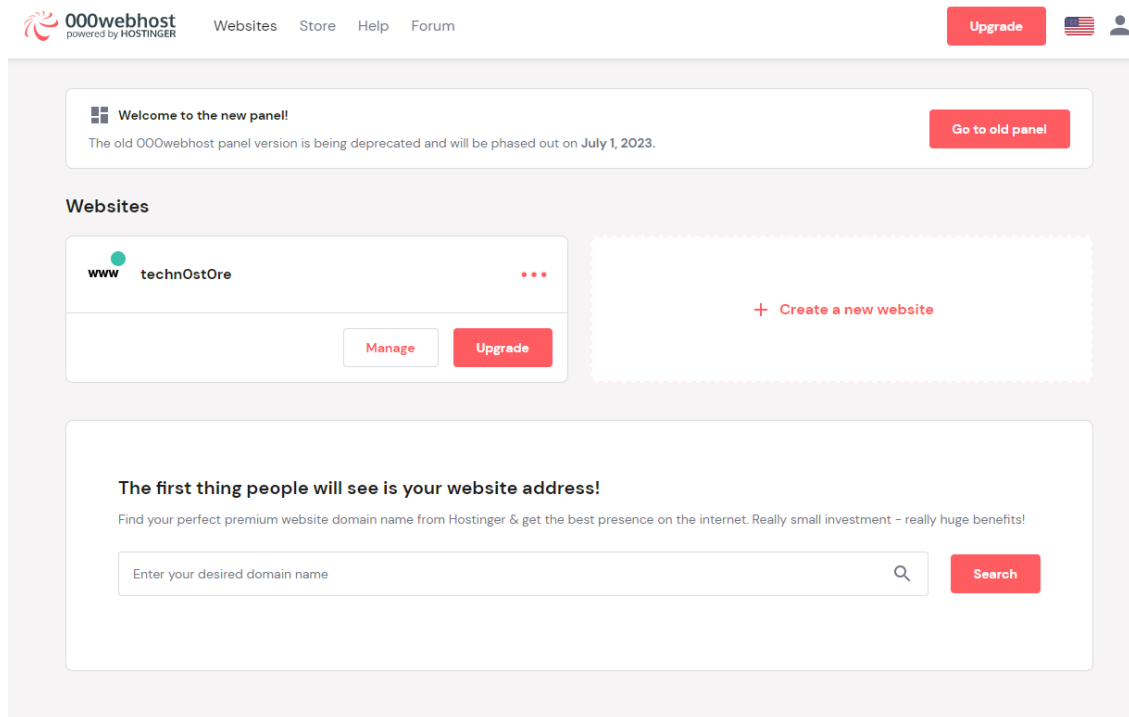 000webhost
powered by HOSTINGER
Websites Store Help Forum Upgrade
Welcome to the new panel!
The old 000webhost panel version is being deprecated and will be phased out on July 1, 2023.
Go to old panel
Websites
www techn0st0re
Manage Upgrade
+ Create a new website
The first thing people will see is your website address!
Find your perfect premium website domain name from Hostinger & get the best presence on the internet. Really small investment - really huge benefits!
Enter your desired domain name
Search